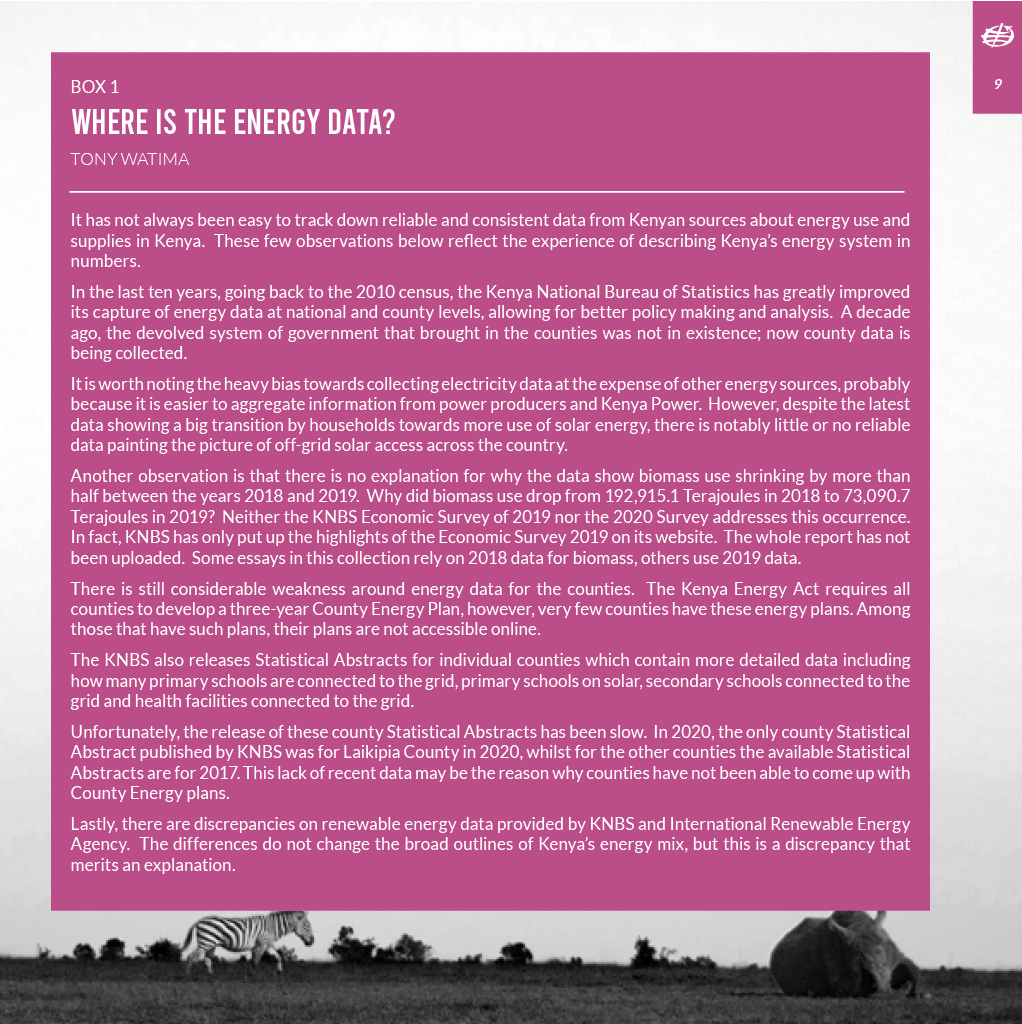 9
BOX 1
WHERE IS THE ENERGY DATA?
TONY WATIMA
It has not always been easy to track down reliable and consistent data from Kenyan sources about energy use and
supplies in Kenya. These few observations below reflect the experience of describing Kenya's energy system in
numbers.
In the last ten years, going back to the 2010 census, the Kenya National Bureau of Statistics has greatly improved
its capture of energy data at national and county levels, allowing for better policy making and analysis. A decade
ago, the devolved system of government that brought in the counties was not in existence; now county data is
being collected.
It is worth noting the heavy bias towards collecting electricity data at the expense of other energy sources, probably
because it is easier to aggregate information from power producers and Kenya Power. However, despite the latest
data showing a big transition by households towards more use of solar energy, there is notably little or no reliable
data painting the picture of off-grid solar access across the country.
Another observation is that there is no explanation for why the data show biomass use shrinking by more than
half between the years 2018 and 2019. Why did biomass use drop from 192,915.1 Terajoules in 2018 to 73,090.7
Terajoules in 2019? Neither the KNBS Economic Survey of 2019 nor the 2020 Survey addresses this occurrence.
In fact, KNBS has only put up the highlights of the Economic Survey 2019 on its website. The whole report has not
been uploaded. Some essays in this collection rely on 2018 data for biomass, others use 2019 data.
There is still considerable weakness around energy data for the counties. The Kenya Energy Act requires all
counties to develop a three-year County Energy Plan, however, very few counties have these energy plans. Among
those that have such plans, their plans are not accessible online.
The KNBS also releases Statistical Abstracts for individual counties which contain more detailed data including
how many primary schools are connected to the grid, primary schools on solar, secondary schools connected to the
grid and health facilities connected to the grid.
Unfortunately, the release of these county Statistical Abstracts has been slow. In 2020, the only county Statistical
Abstract published by KNBS was for Laikipia County in 2020, whilst for the other counties the available Statistical
Abstracts are for 2017. This lack of recent data may be the reason why counties have not been able to come up with
County Energy plans.
Lastly, there are discrepancies on renewable energy data provided by KNBS and International Renewable Energy
Agency. The differences do not change the broad outlines of Kenya's energy mix, but this is a discrepancy that
merits an explanation.